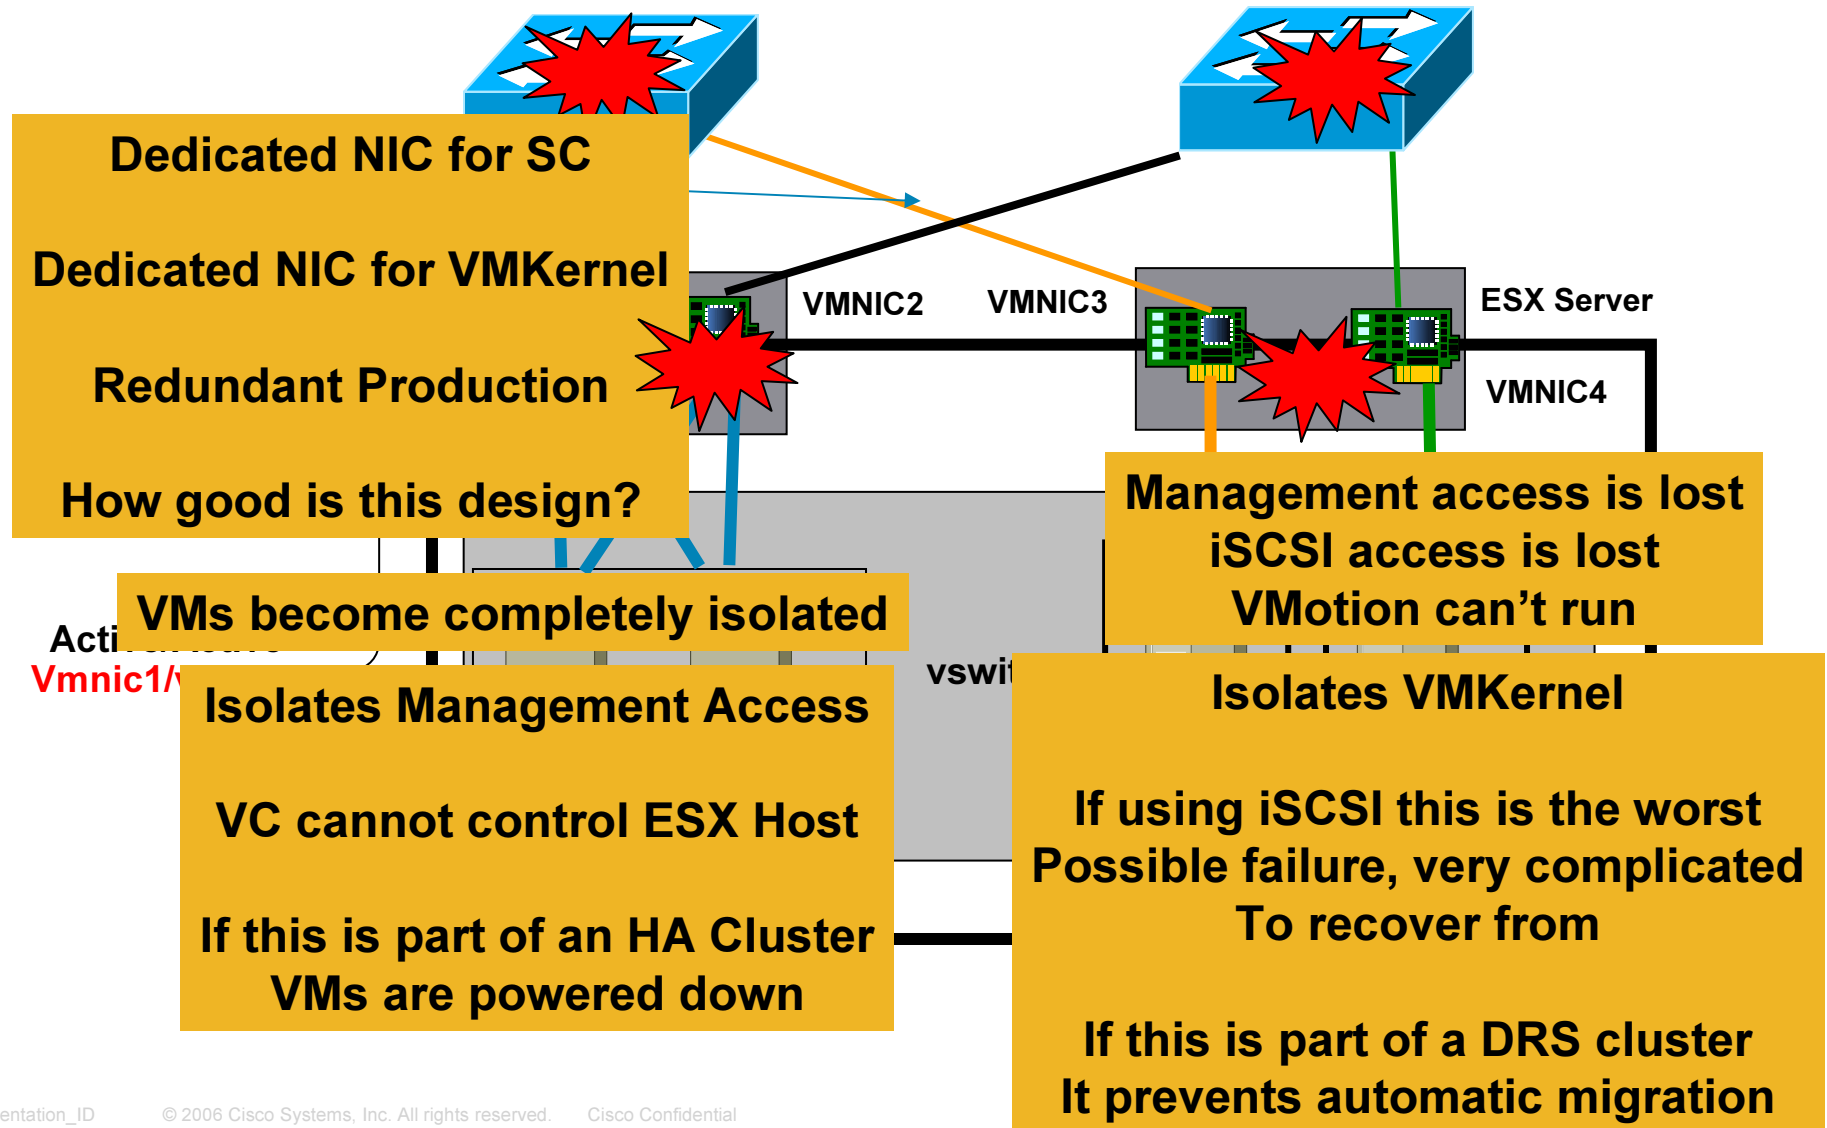 Dedicated NIC for SC
Dedicated NIC for VMKernel
Redundant Production
How good is this design?
VMNIC2
VMNIC3
ESX Server
VMNIC4
Management access is lost
iSCSI access is lost
VMotion can’t run
VMs become completely isolated
Isolates Management Access
VC cannot control ESX Host
If this is part of an HA Cluster
VMs are powered down
Isolates VMKernel
If using iSCSI this is the worst
Possible failure, very complicated
To recover from
If this is part of a DRS cluster
It prevents automatic migration
Vmnic1/
© 2006 Cisco Systems, Inc. All rights reserved. Cisco Confidential